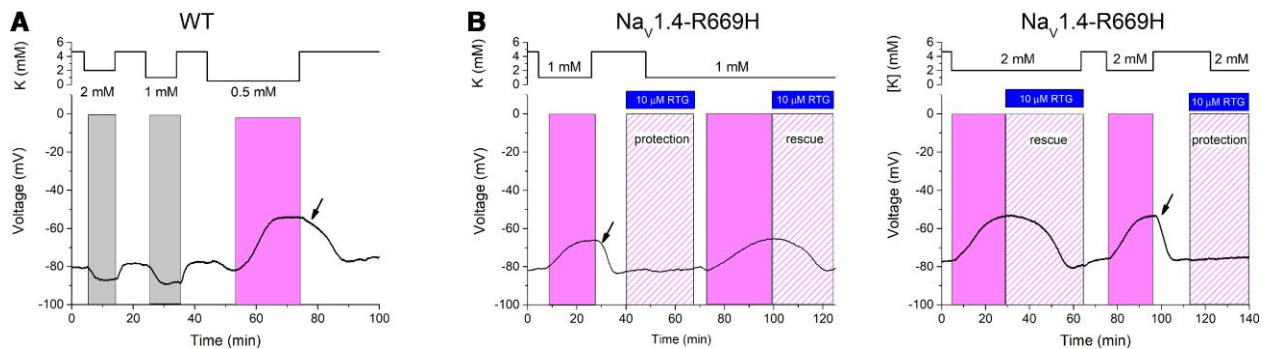 A
WT
K (mM)
6
4
2
0
2 mM
1 mM
0.5 mM
Voltage (mV)
0
-20
-40
-60
-80
-100
0 20 40 60 80 100
Time (min)
B
NaV1.4-R669H
K (mM)
6
4
2
0
1 mM
1 mM
10 μM RTG
10 μM RTG
protection
rescue
Voltage (mV)
0
-20
-40
-60
-80
-100
0 20 40 60 80 100 120
Time (min)
NaV1.4-R669H
[K] (mM)
6
4
2
0
2 mM
2 mM
2 mM
10 μM RTG
10 μM RTG
rescue
protection
Voltage (mV)
0
-20
-40
-60
-80
-100
0 20 40 60 80 100 120 140
Time (min)